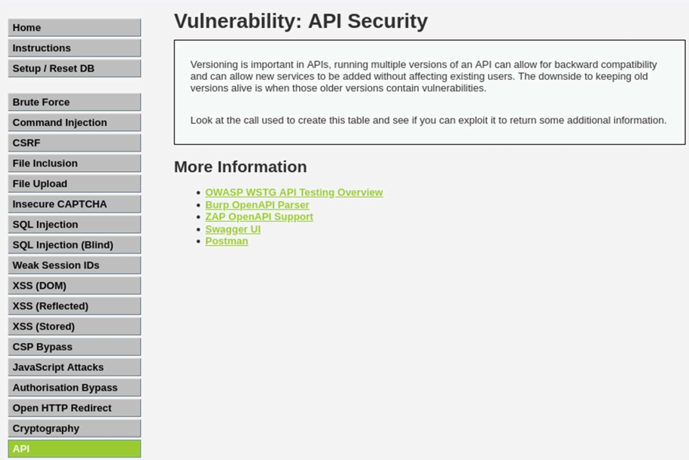 Home
Instructions
Setup / Reset DB
Brute Force
Command Injection
CSRF
File Inclusion
File Upload
Insecure CAPTCHA
SQL Injection
SQL Injection (Blind)
Weak Session IDs
XSS (DOM)
XSS (Reflected)
XSS (Stored)
CSP Bypass
JavaScript Attacks
Authorisation Bypass
Open HTTP Redirect
Cryptography
API
Vulnerability: API Security
Versioning is important in APIs, running multiple versions of an API can allow for backward compatibility
and can allow new services to be added without affecting existing users. The downside to keeping old
versions alive is when those older versions contain vulnerabilities.
Look at the call used to create this table and see if you can exploit it to return some additional information.
More Information
• OWASP WSTG API Testing Overview
• Burp OpenAPI Parser
• ZAP OpenAPI Support
• Swagger UI
• Postman